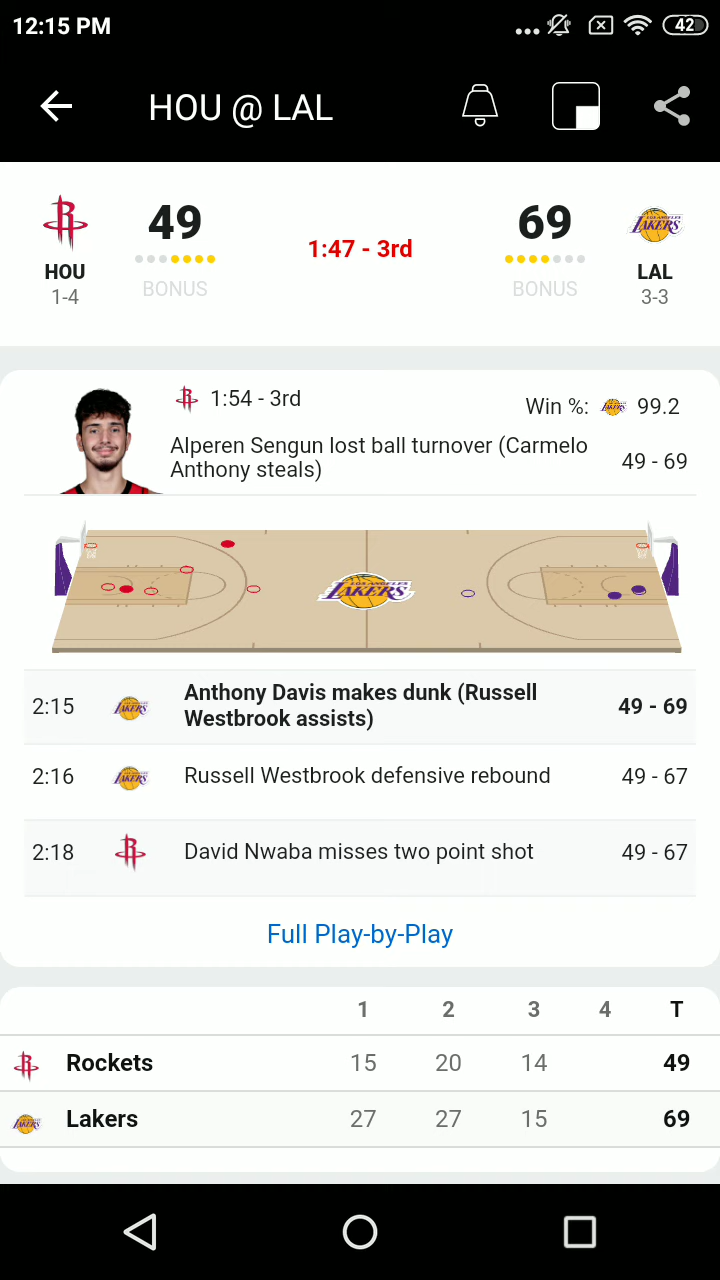 12:15 PM
42
HOU @ LAL
49
69
1:47 - 3rd
HOU
LAL
1-4
BONUS
BONUS
3-3
1:54 - 3rd
Win %:
99.2
Alperen Sengun lost ball turnover (Carmelo
Anthony steals)
49 - 69
LOS ANGELES
LAKERS
2:15
Anthony Davis makes dunk (Russell
Westbrook assists)
49 - 69
2:16
Russell Westbrook defensive rebound
49 - 67
2:18
David Nwaba misses two point shot
49 - 67
Full Play-by-Play
1 2 3 4 T
Rockets 15 20 14 49
Lakers 27 27 15 69